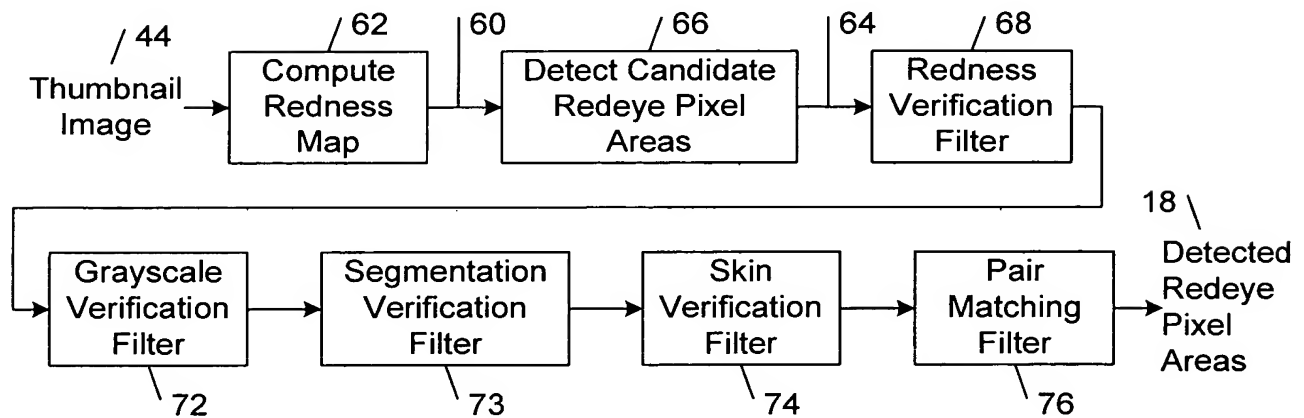 44
62
60
66
64
68
Thumbnail
Image
Compute
Redness
Map
Detect Candidate
Redeye Pixel
Areas
Redness
Verification
Filter
Grayscale
Verification
Filter
Segmentation
Verification
Filter
Skin
Verification
Filter
Pair
Matching
Filter
18
Detected
Redeye
Pixel
Areas
72
73
74
76